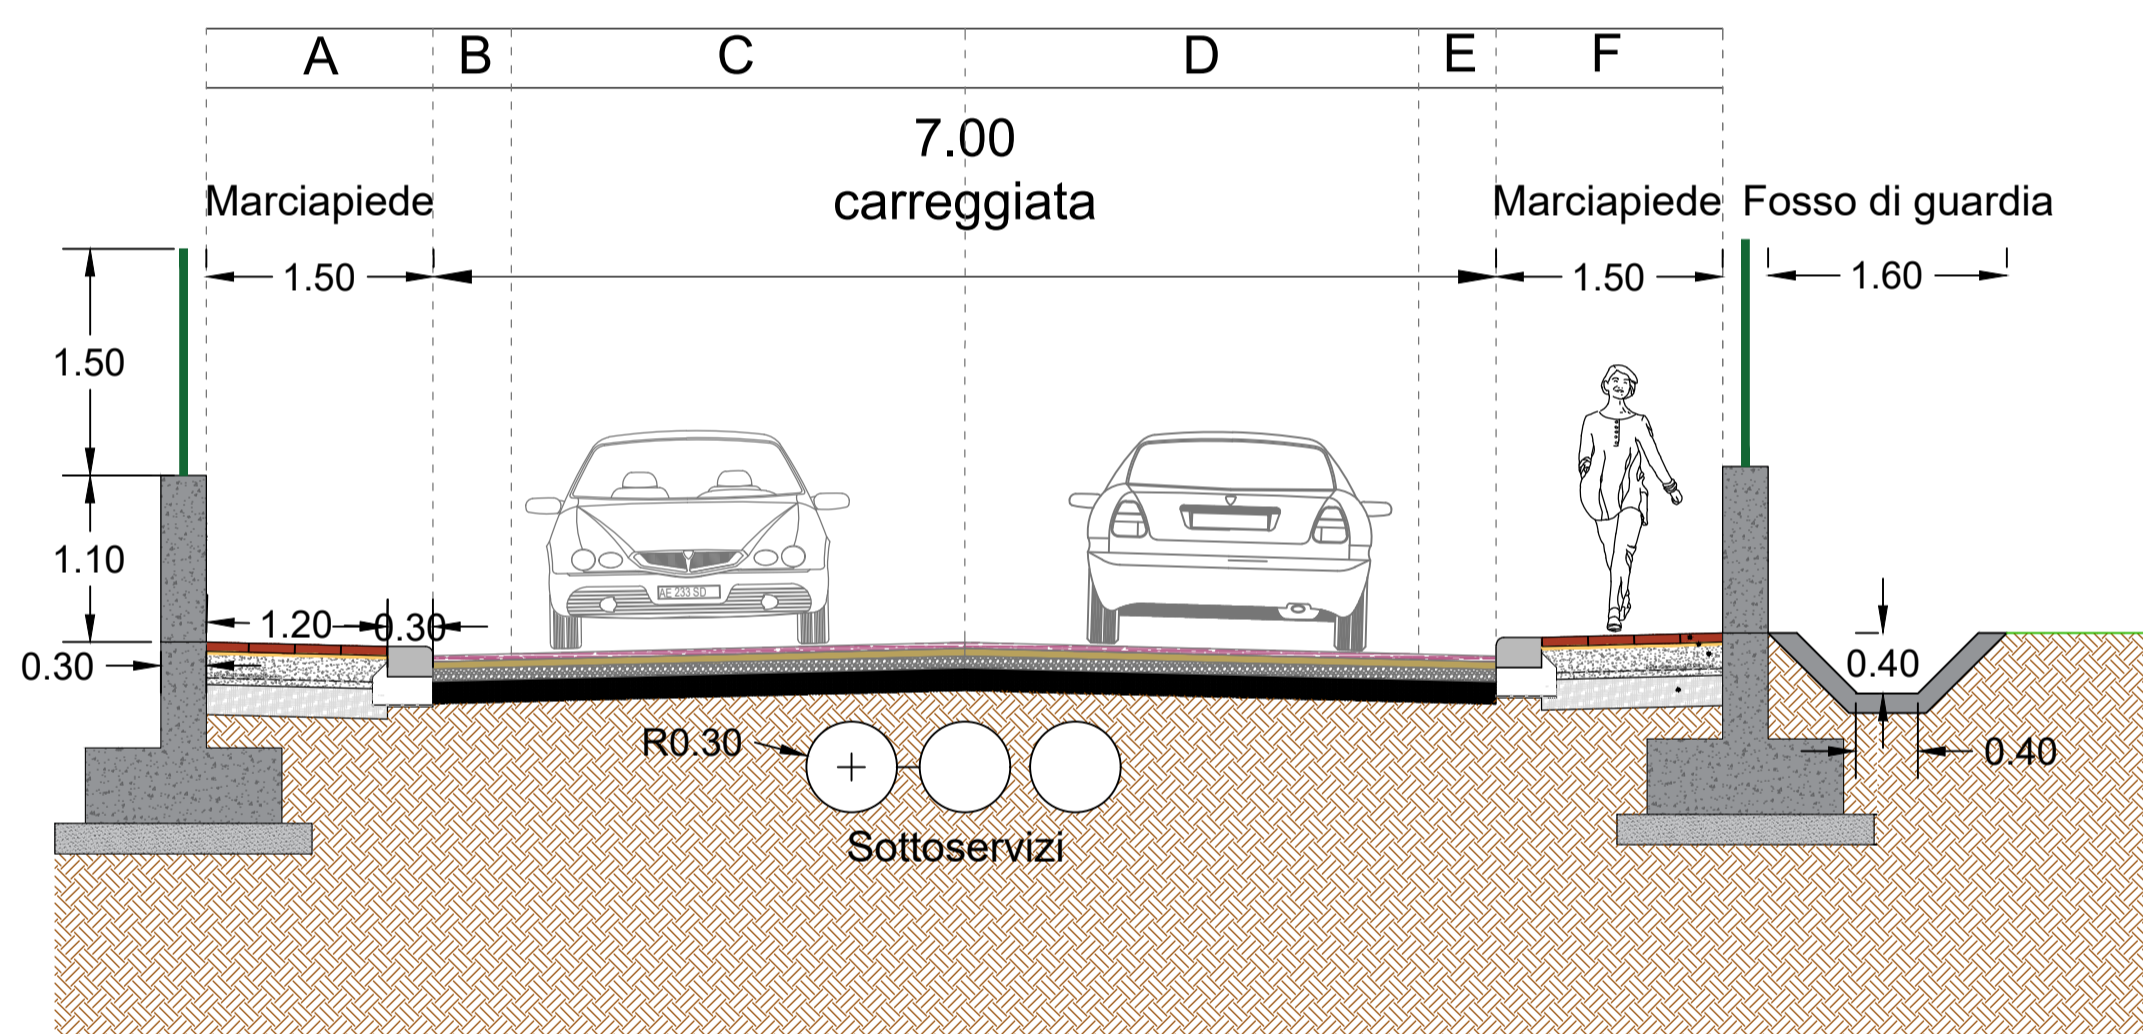 A B C D E F
7.00
carreggiata
Marciapiede
Marciapiede
Fosso di guardia
1.50
1.50
1.60
1.50
1.10
1.20
0.30
0.30
0.40
0.40
AE 233 SD
R0.30
Sottoservizi